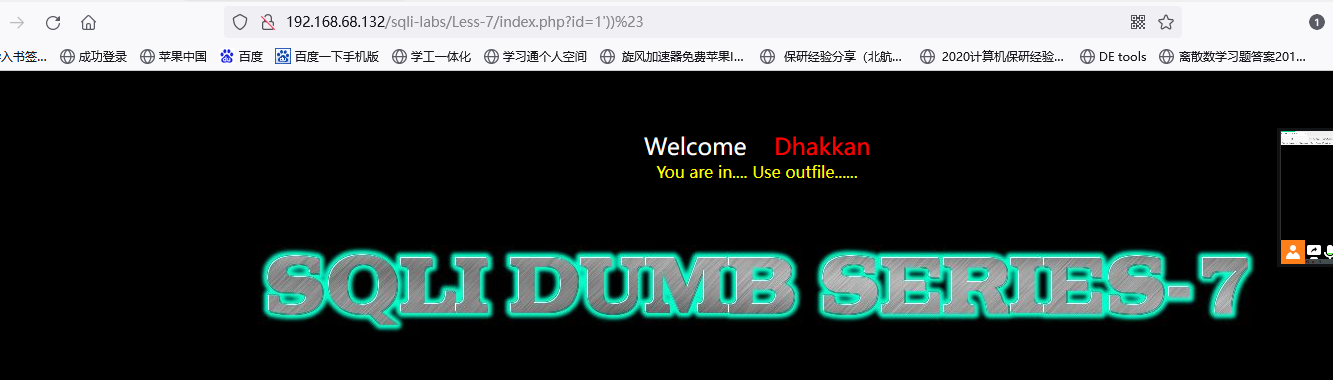 192.168.68.132/sqli-labs/Less-7/index.php?id=1'))%23
1
入书签... 成功登录 苹果中国 百度 百度一下手机版 学工一体化 学习通个人空间 旋风加速器免费苹果I... 保研经验分享（北航... 2020计算机保研经验... DE tools 离散数学习题答案201...
Welcome Dhakkan
You are in.... Use outfile......
SQLI DUMB SERIES-7